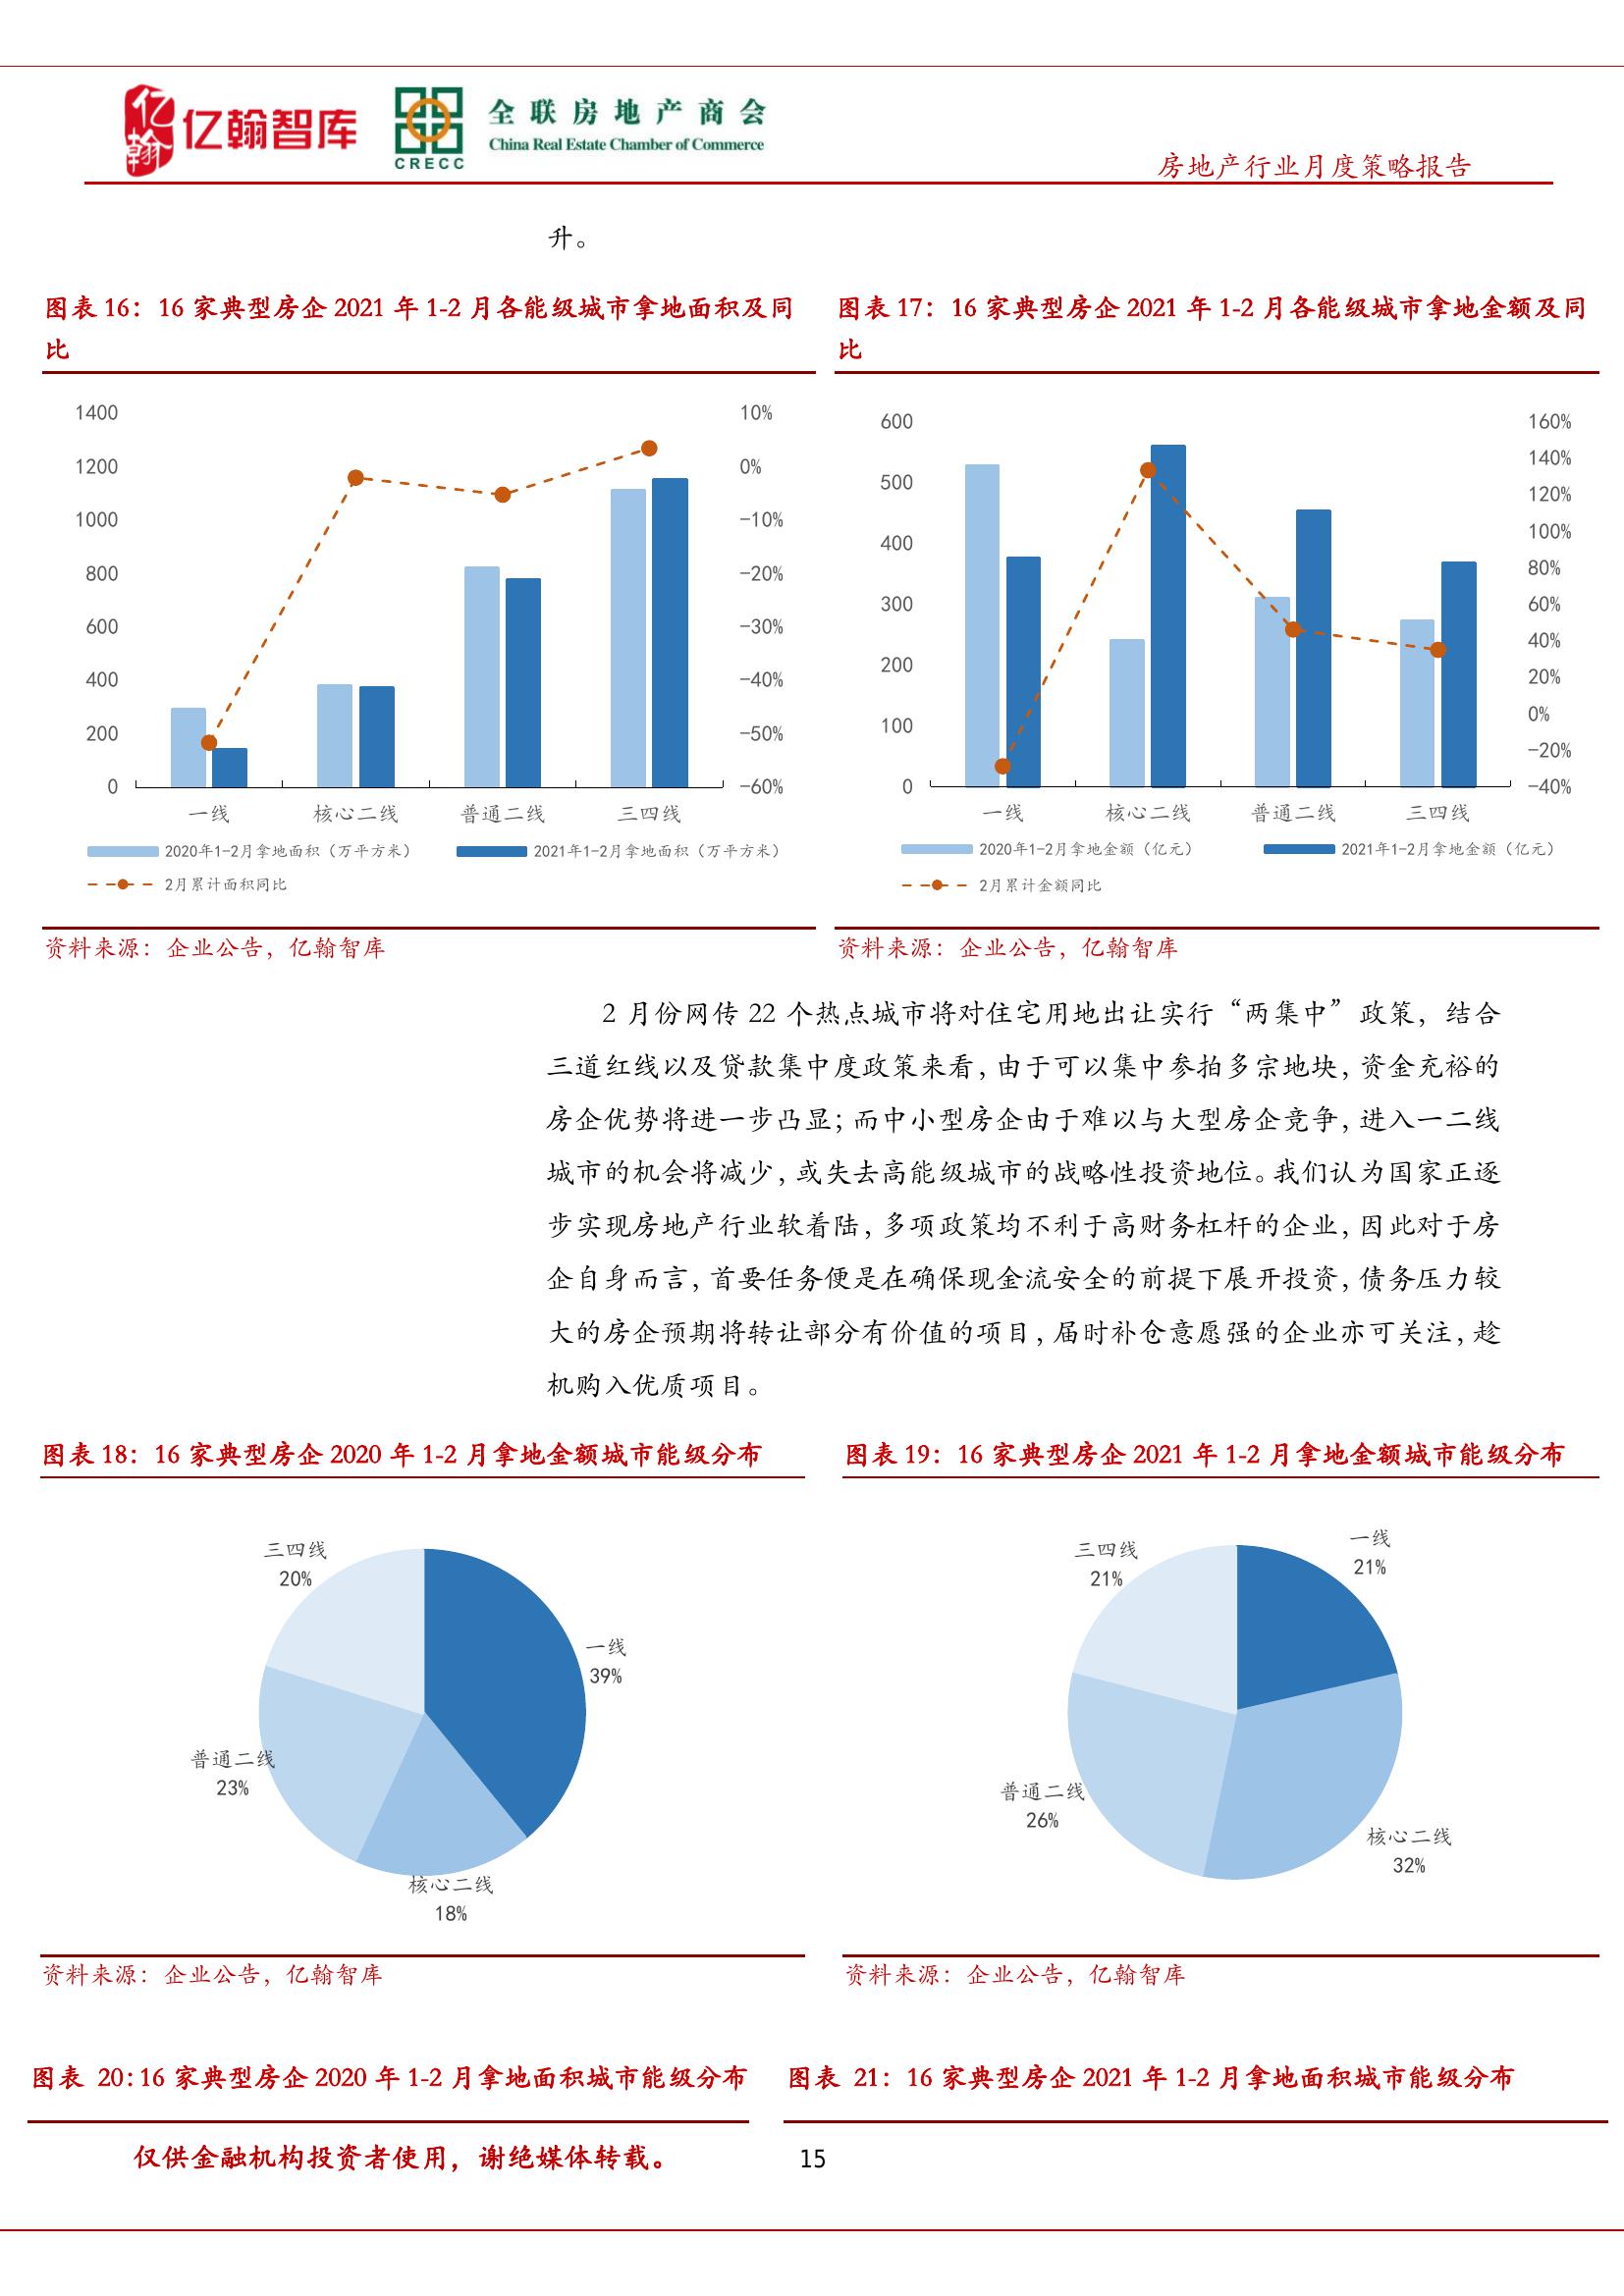 亿翰
亿翰智库
CRECC
全联房地产商会
China Real Estate Chamber of Commerce
房地产行业月度策略报告
升。
图表 16：16 家典型房企 2021 年 1-2 月各能级城市拿地面积及同
比
1400
1200
1000
800
600
400
200
0
10%
0%
-10%
-20%
-30%
-40%
-50%
-60%
一线
核心二线
普通二线
三四线
2020年1-2月拿地面积（万平方米）
2021年1-2月拿地面积（万平方米）
2月累计面积同比
资料来源：企业公告，亿翰智库
图表 17：16 家典型房企 2021 年 1-2 月各能级城市拿地金额及同
比
600
500
400
300
200
100
0
160%
140%
120%
100%
80%
60%
40%
20%
0%
-20%
-40%
一线
核心二线
普通二线
三四线
2020年1-2月拿地金额（亿元）
2021年1-2月拿地金额（亿元）
2月累计金额同比
资料来源：企业公告，亿翰智库
2 月份网传 22 个热点城市将对住宅用地出让实行“两集中”政策，结合
三道红线以及贷款集中度政策来看，由于可以集中参拍多宗地块，资金充裕的
房企优势将进一步凸显；而中小型房企由于难以与大型房企竞争，进入一二线
城市的机会将减少，或失去高能级城市的战略性投资地位。我们认为国家正逐
步实现房地产行业软着陆，多项政策均不利于高财务杠杆的企业，因此对于房
企自身而言，首要任务便是在确保现金流安全的前提下展开投资，债务压力较
大的房企预期将转让部分有价值的项目，届时补仓意愿强的企业亦可关注，趁
机购入优质项目。
图表 18：16 家典型房企 2020 年 1-2 月拿地金额城市能级分布
三四线
20%
一线
39%
普通二线
23%
核心二线
18%
资料来源：企业公告，亿翰智库
图表 19：16 家典型房企 2021 年 1-2 月拿地金额城市能级分布
三四线
21%
一线
21%
普通二线
26%
核心二线
32%
资料来源：企业公告，亿翰智库
图表 20：16 家典型房企 2020 年 1-2 月拿地面积城市能级分布
图表 21：16 家典型房企 2021 年 1-2 月拿地面积城市能级分布
仅供金融机构投资者使用，谢绝媒体转载。
15